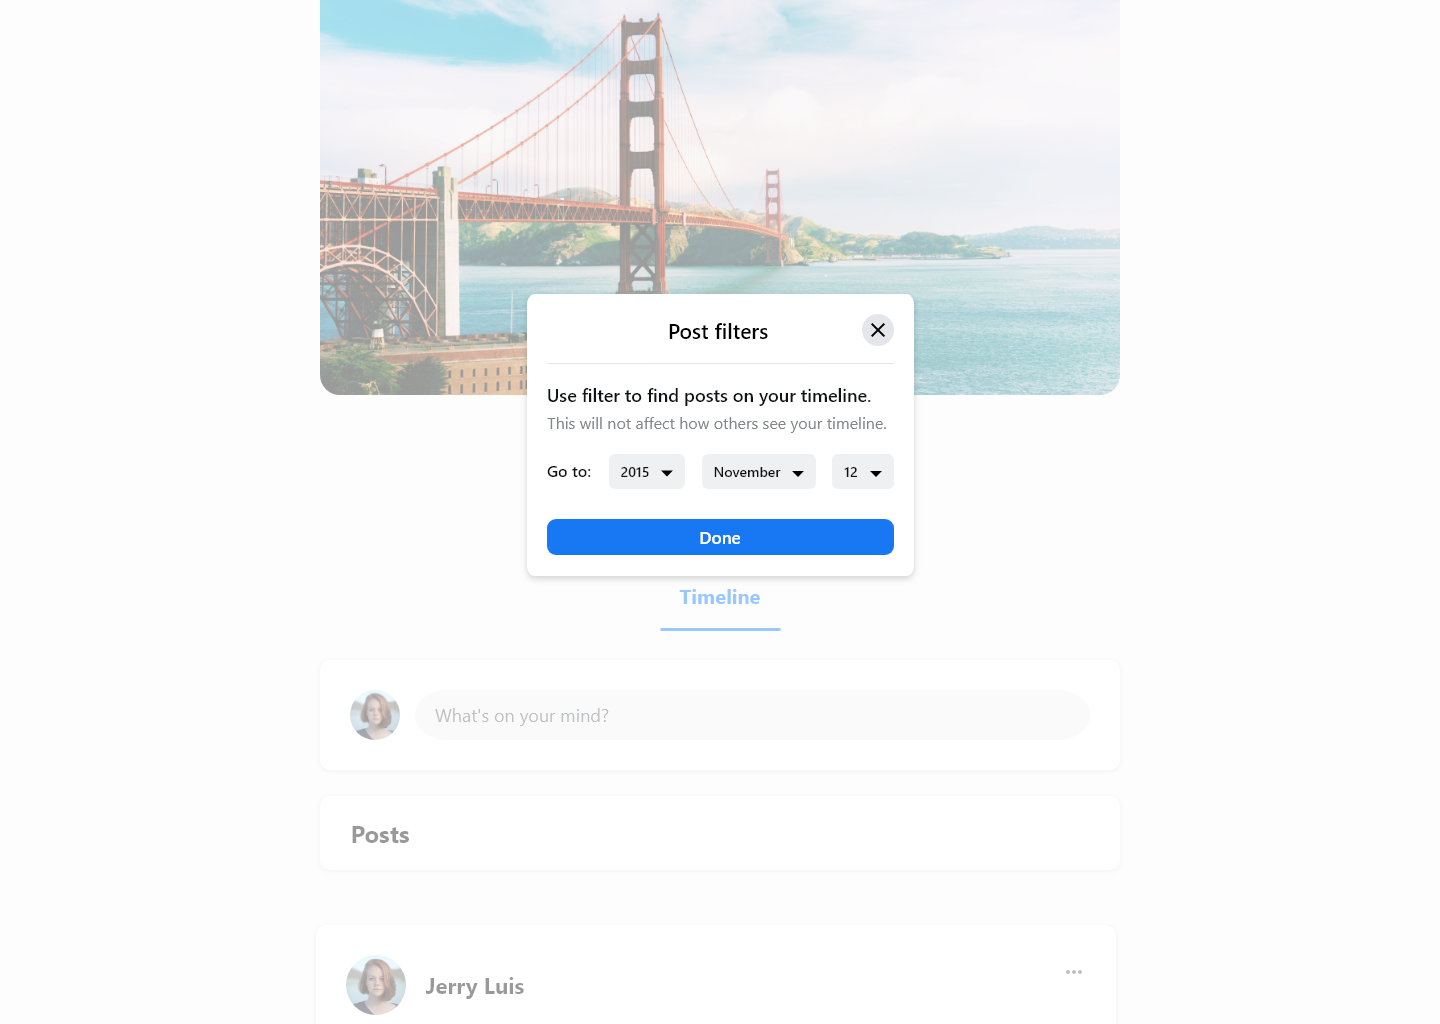 Post filters
Use filter to find posts on your timeline.
This will not affect how others see your timeline.
Go to: 2015 November 12
Done
Timeline
What's on your mind?
Posts
Jerry Luis